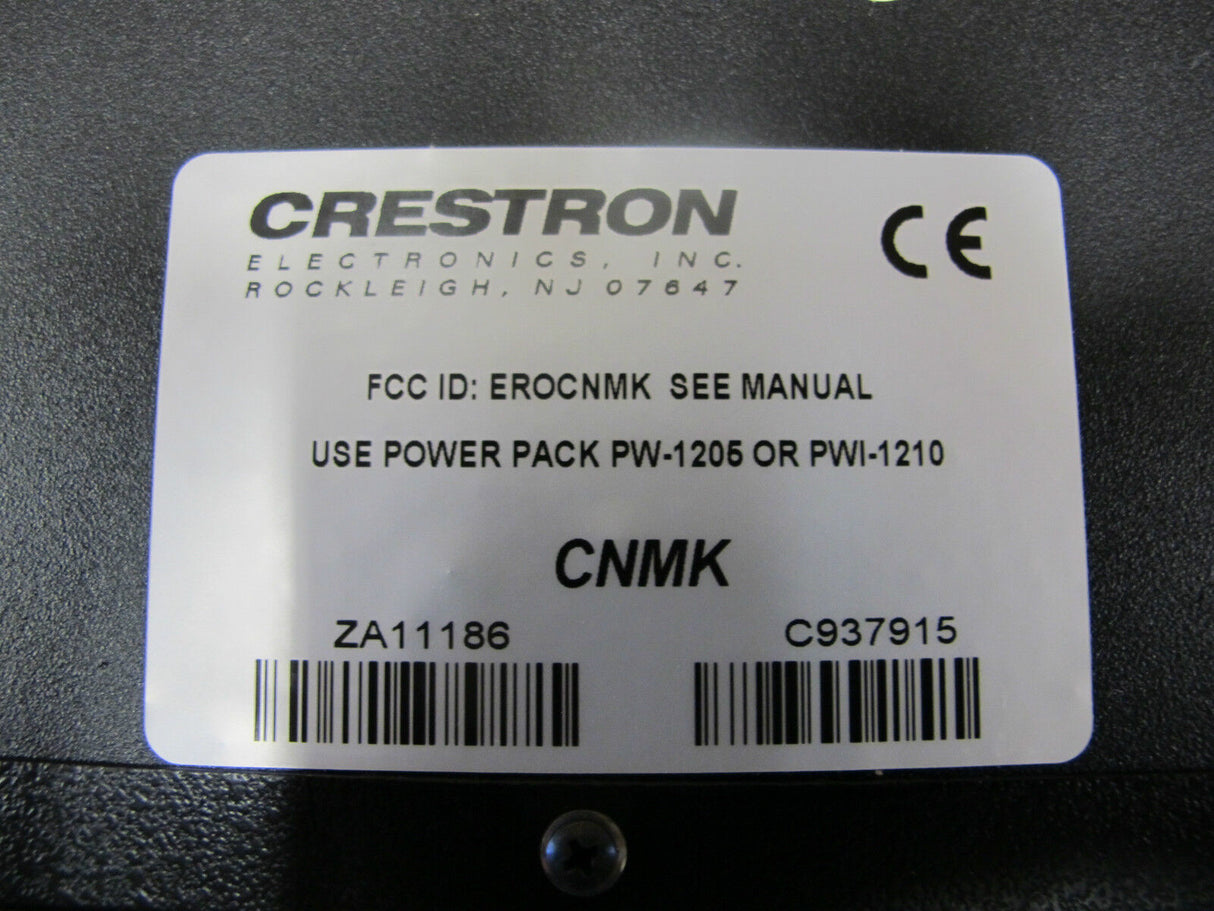 CRESTRON
ELECTRONICS, INC.
ROCKLEIGH, NJ 07647
CE
FCC ID: EROCNMK SEE MANUAL
USE POWER PACK PW-1205 OR PWI-1210
CNMK
ZA11186 C937915